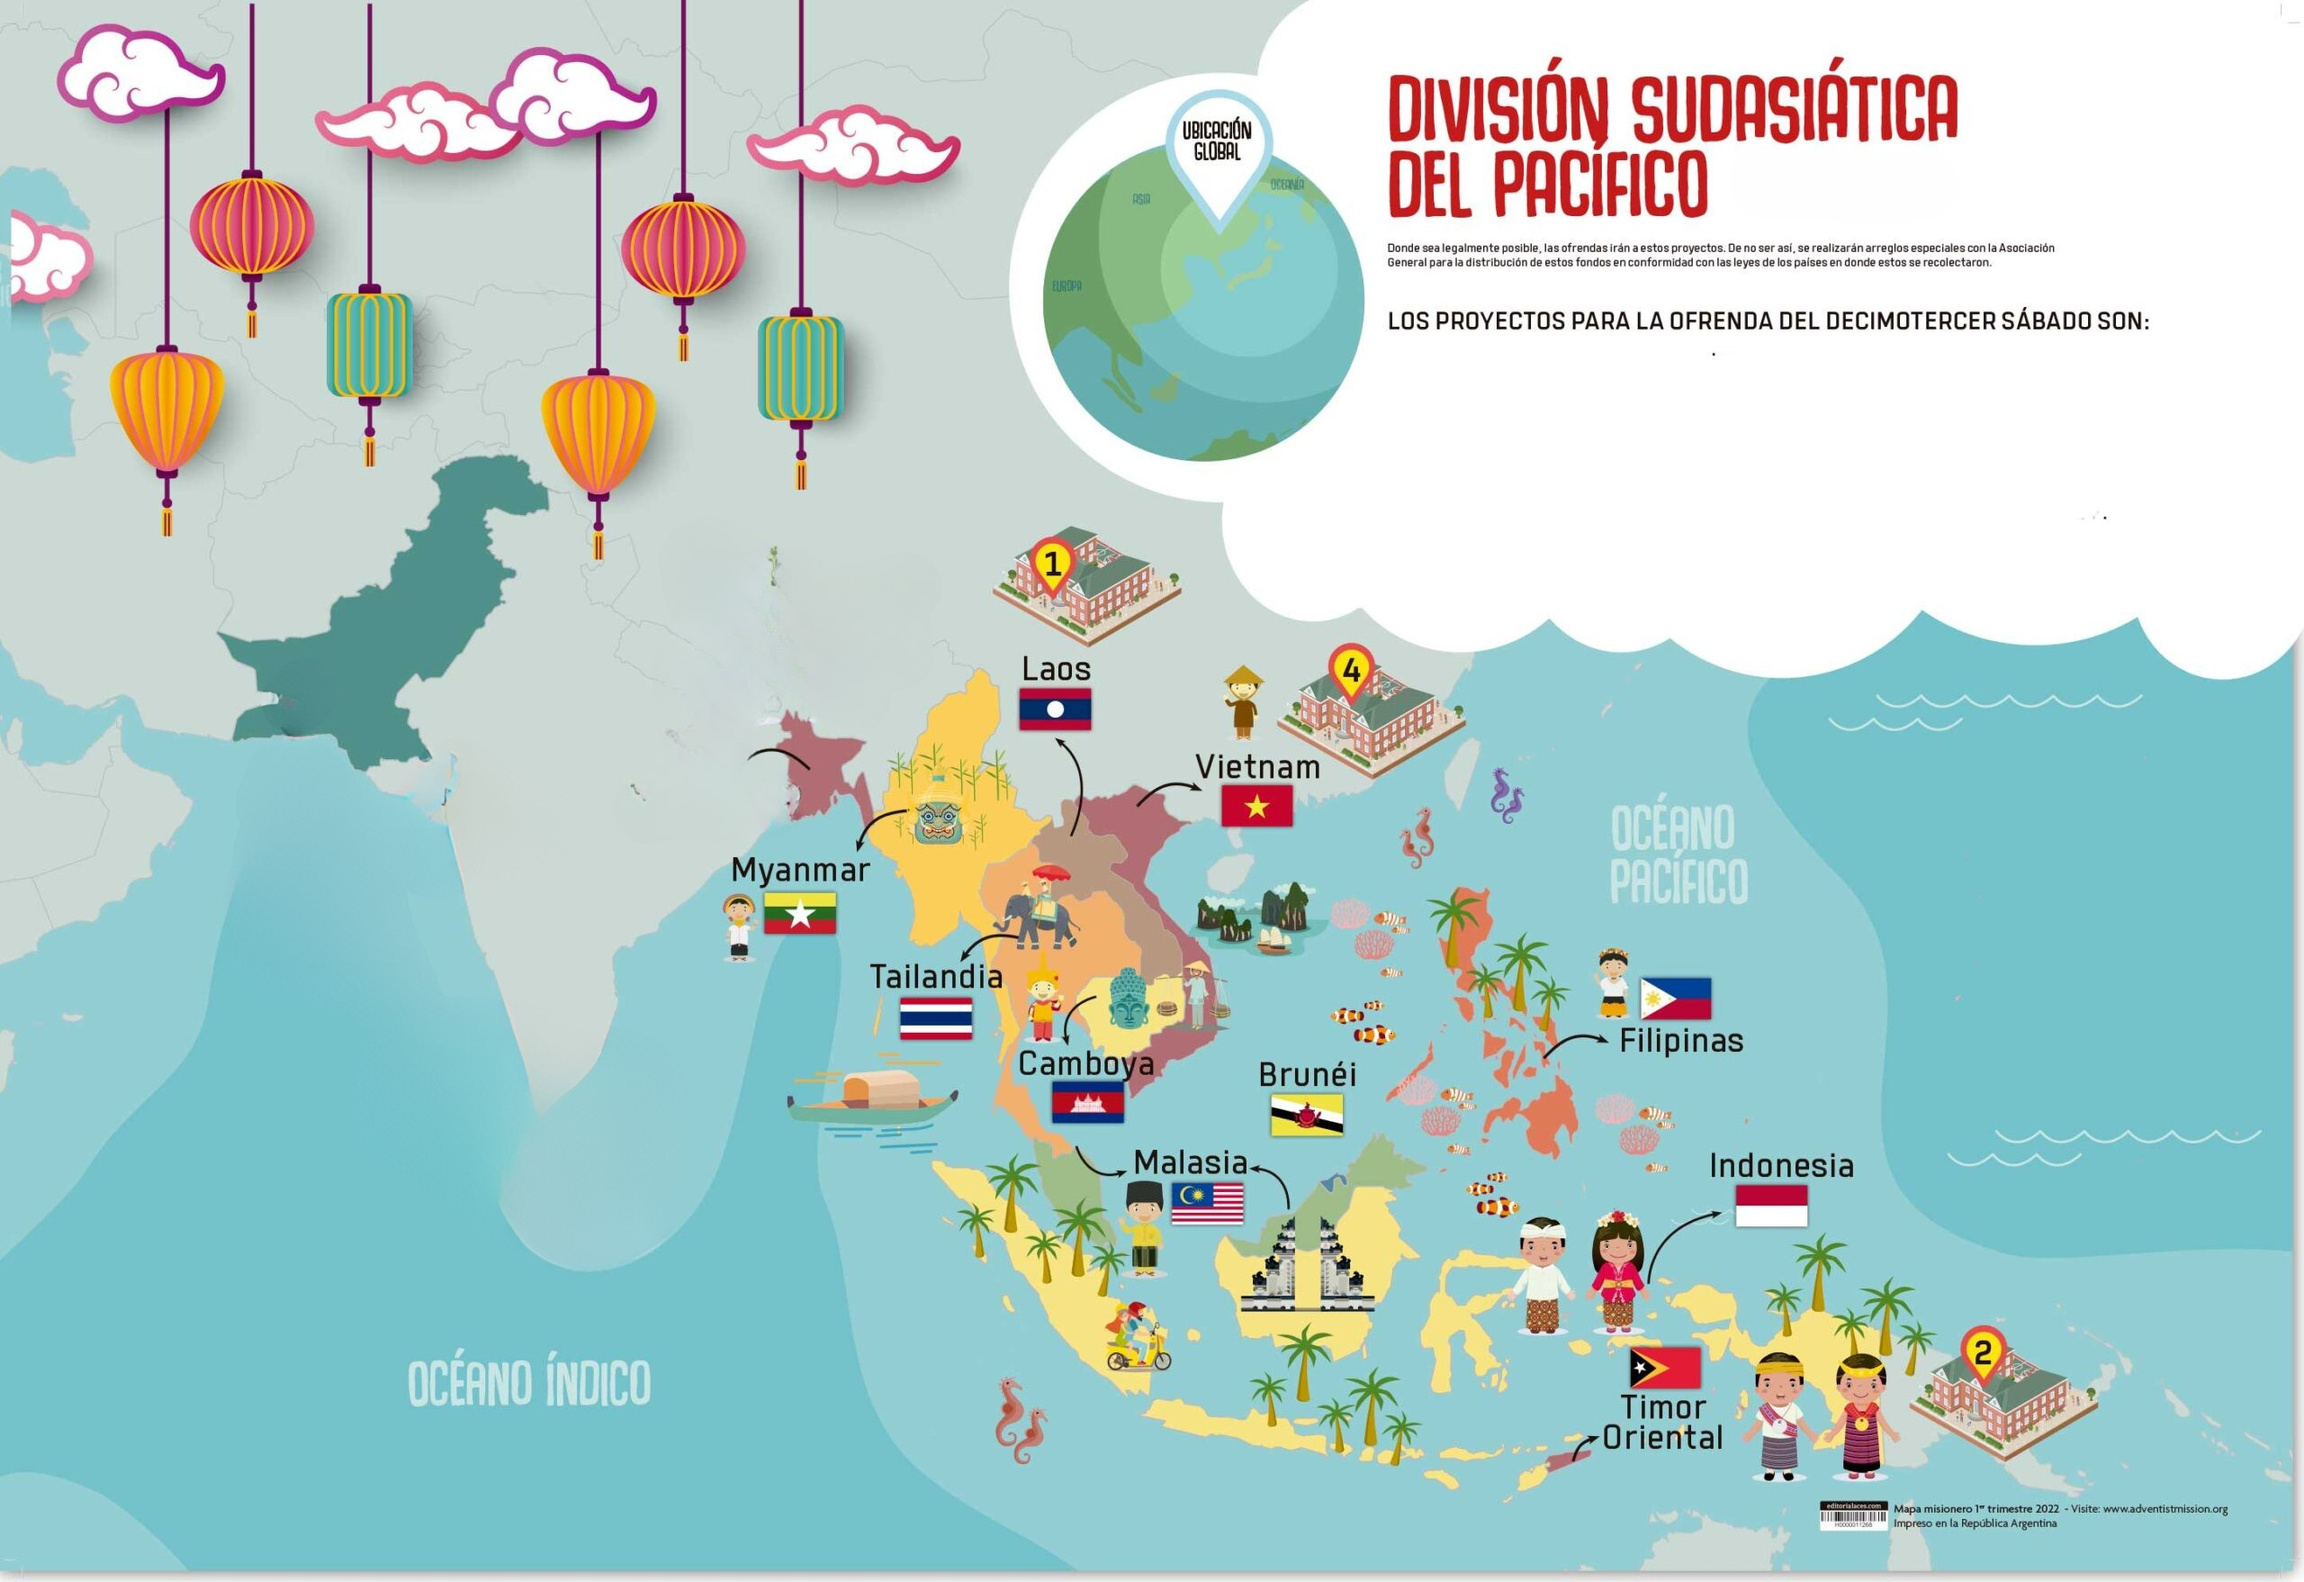 DIVISIÓN SUDASIÁTICA
DEL PACÍFICO
UBICACIÓN
GLOBAL
ASIA
OCEANÍA
EUROPA
Donde sea legalmente posible, las ofrendas irán a estos proyectos. De no ser así, se realizarán arreglos especiales con la Asociación
General para la distribución de estos fondos en conformidad con las leyes de los países en donde estos se recolectaron.
LOS PROYECTOS PARA LA OFRENDA DEL DECIMOTERCER SÁBADO SON:
1
Laos
4
Vietnam
OCÉANO
PACÍFICO
Myanmar
Tailandia
Filipinas
Camboya
Brunéi
Malasia
Indonesia
2
OCÉANO ÍNDICO
Timor
Oriental
editorialaces.com
Mapa misionero 1er trimestre 2022 - Visite: www.adventistmission.org
Impreso en la República Argentina